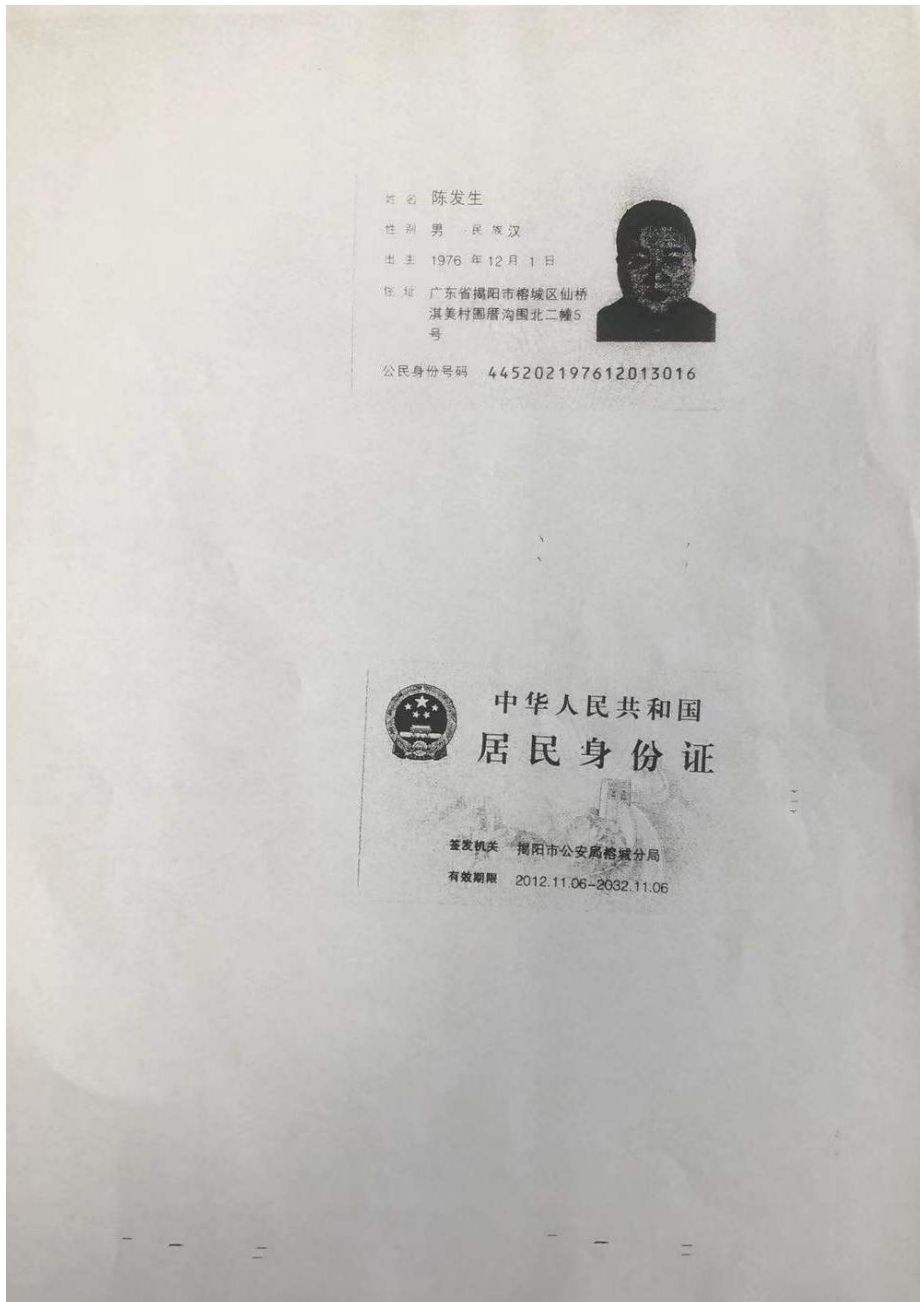 姓名 陈发生
性别 男 民族 汉
出生 1976 年 12 月 1 日
住址 广东省揭阳市榕城区仙桥
淇美村围厝沟围北二幢5
号
公民身份号码 445202197612013016
中华人民共和国
居民身份证
签发机关 揭阳市公安局榕城分局
有效期限 2012.11.06-2032.11.06